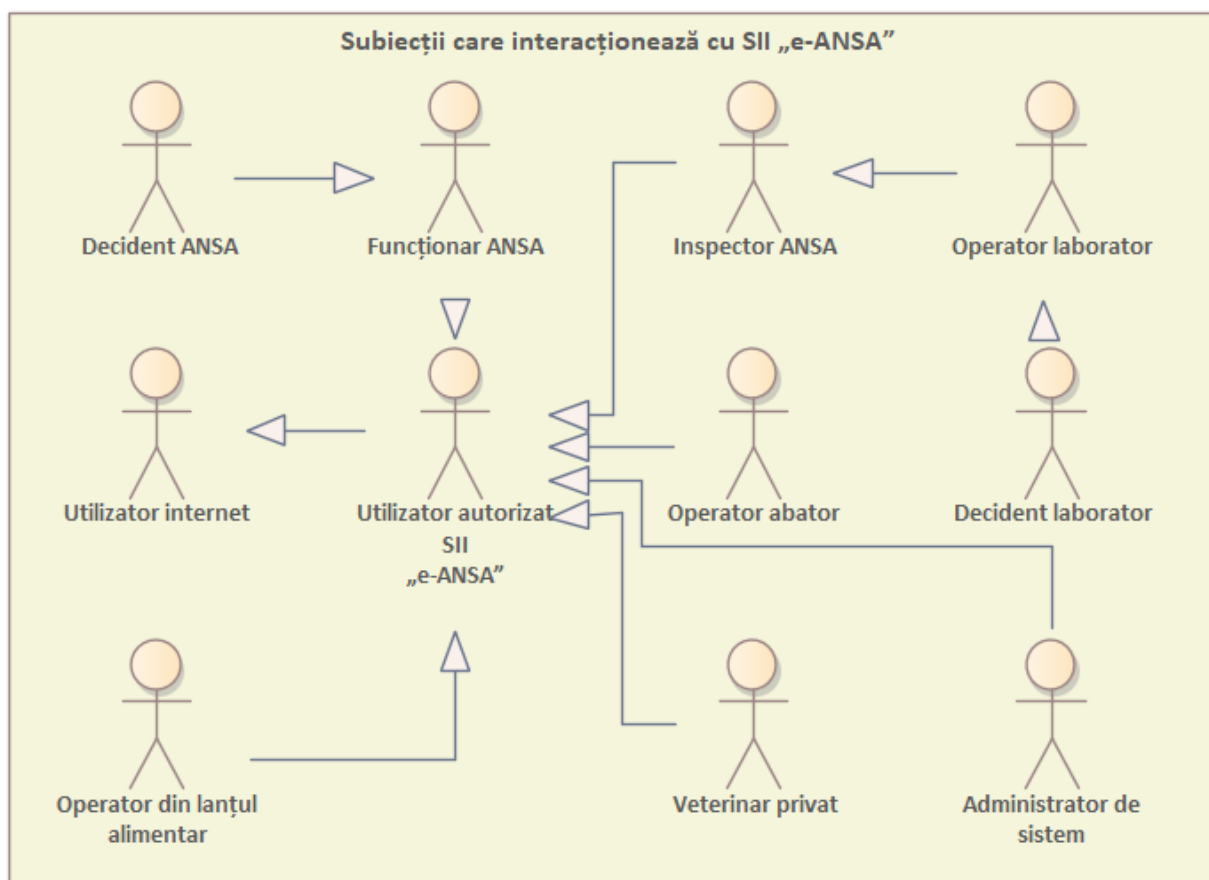 Subiecții care interacționează cu SII „e-ANSA”
Decident ANSA
Funcționar ANSA
Inspector ANSA
Operator laborator
Utilizator internet
Utilizator autorizat
SII
„e-ANSA”
Operator abator
Decident laborator
Operator din lanțul
alimentar
Veterinar privat
Administrator de
sistem